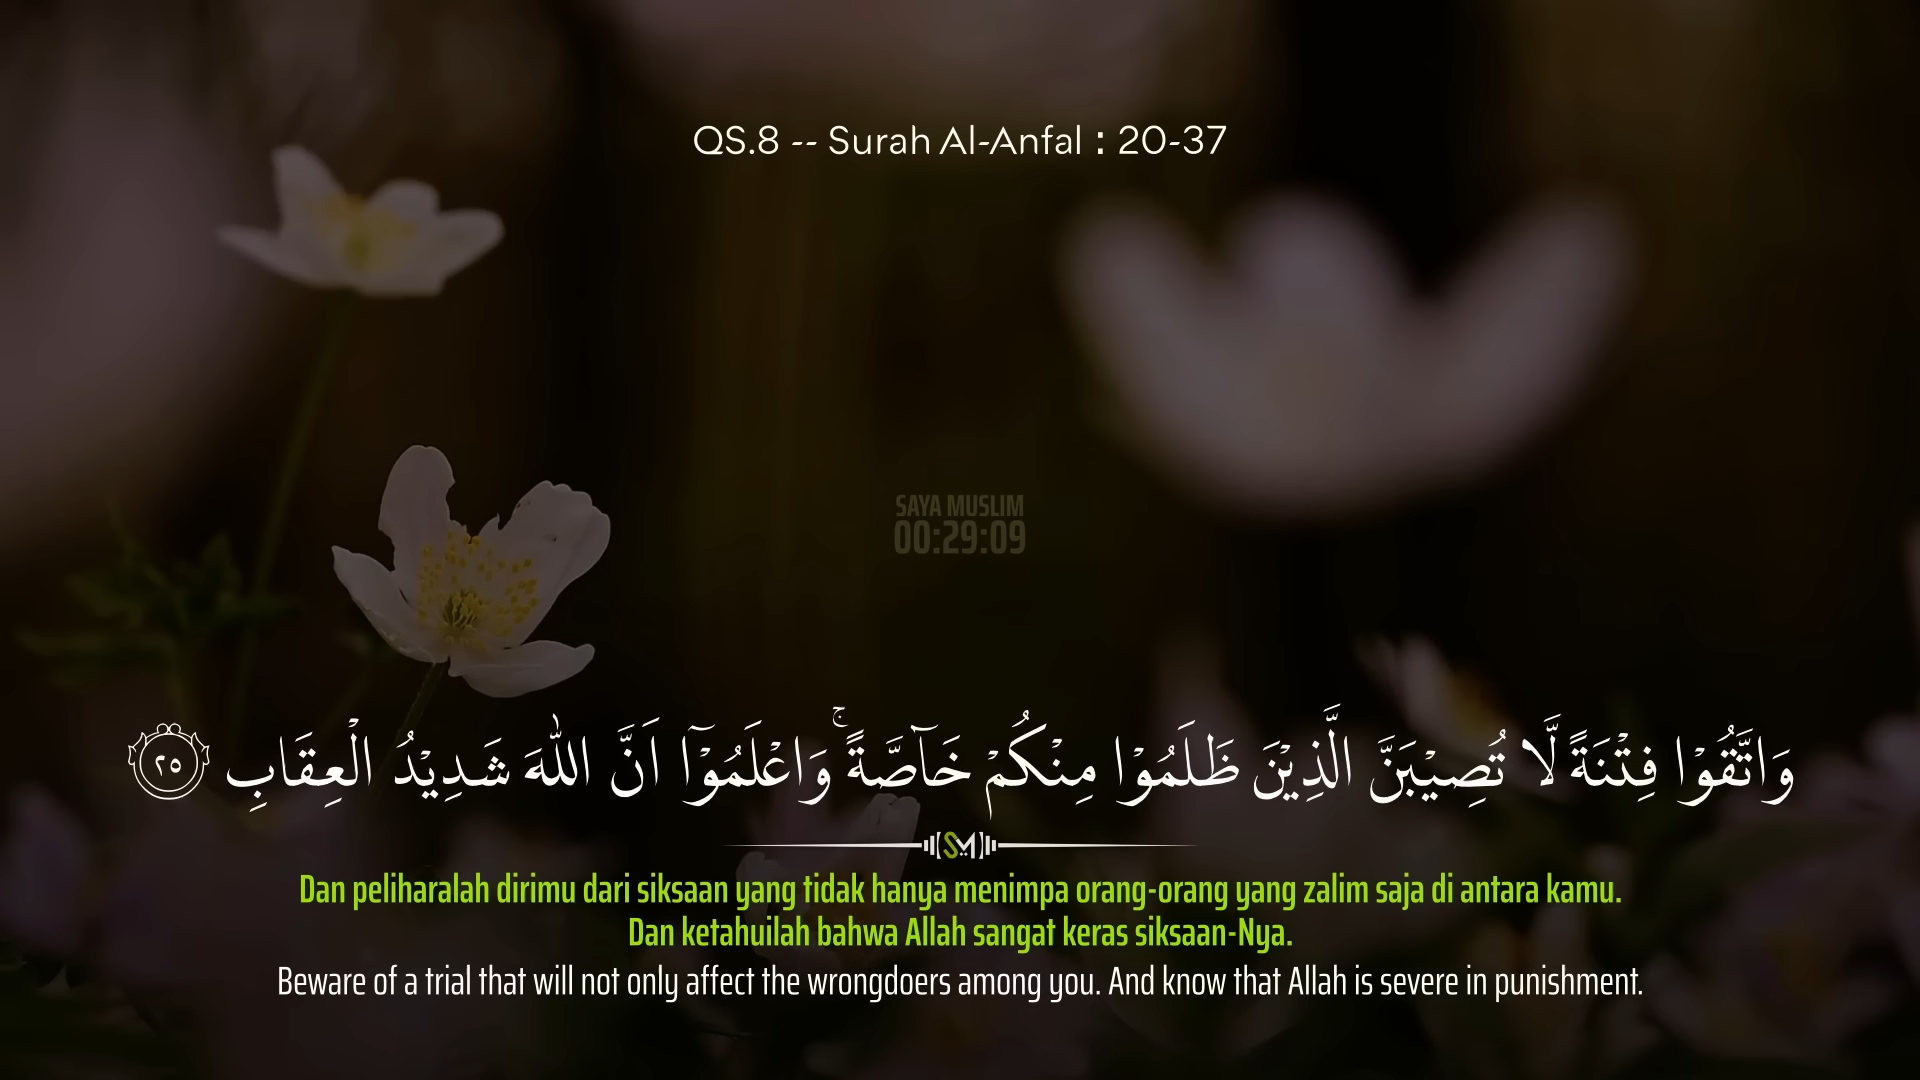 QS.8 -- Surah Al-Anfal : 20-37
SAYA MUSLIM
00:29:09
وَاتَّقُوْا فِتْنَةً لَّا تُصِيْبَنَّ الَّذِيْنَ ظَلَمُوْا مِنْكُمْ خَاۤصَّةً ۚوَاعْلَمُوْٓا اَنَّ اللّٰهَ شَدِيْدُ الْعِقَابِ ٢٥
SM
Dan peliharalah dirimu dari siksaan yang tidak hanya menimpa orang-orang yang zalim saja di antara kamu.
Dan ketahuilah bahwa Allah sangat keras siksaan-Nya.
Beware of a trial that will not only affect the wrongdoers among you. And know that Allah is severe in punishment.